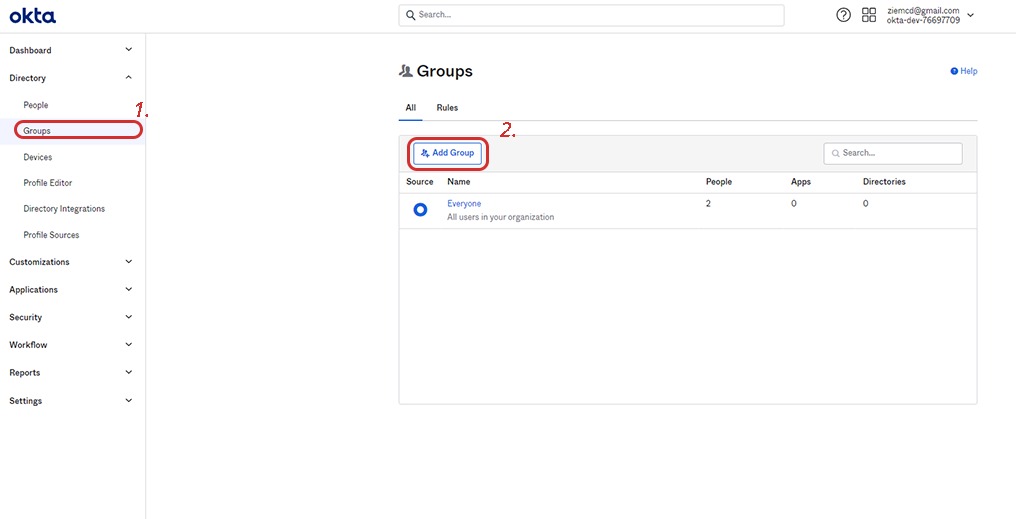 okta
Search...
ziemcd@gmail.com
okta-dev-76697709
Dashboard
Directory
People
1.
Groups
Devices
Profile Editor
Directory Integrations
Profile Sources
Customizations
Applications
Security
Workflow
Reports
Settings
Groups
Help
All Rules
2.
Add Group
Search...
Source Name People Apps Directories
Everyone 2 0 0
All users in your organization